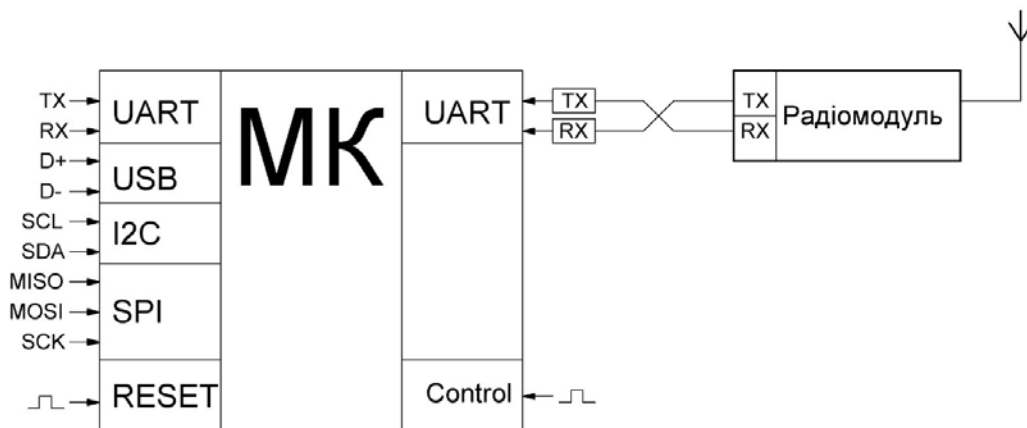 TX
RX
UART
D+
D-
USB
SCL
SDA
I2C
MISO
MOSI
SCK
SPI
RESET
МК
UART
TX
RX
Control
TX
RX
Радіомодуль